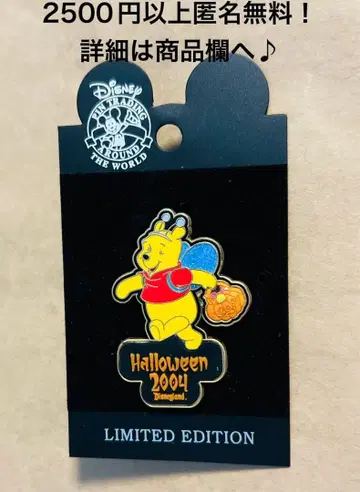 2500円以上匿名無料！
詳細は商品欄へ♪
Disney
PIN TRADING
AROUND
THE WORLD
Halloween
2004
Disneyland
LIMITED EDITION